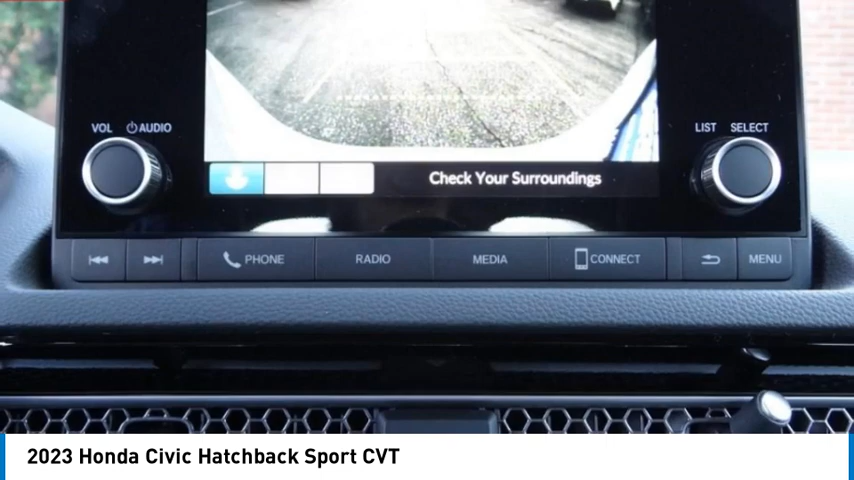 VOL AUDIO LIST SELECT
Check Your Surroundings
PHONE RADIO MEDIA CONNECT MENU
2023 Honda Civic Hatchback Sport CVT